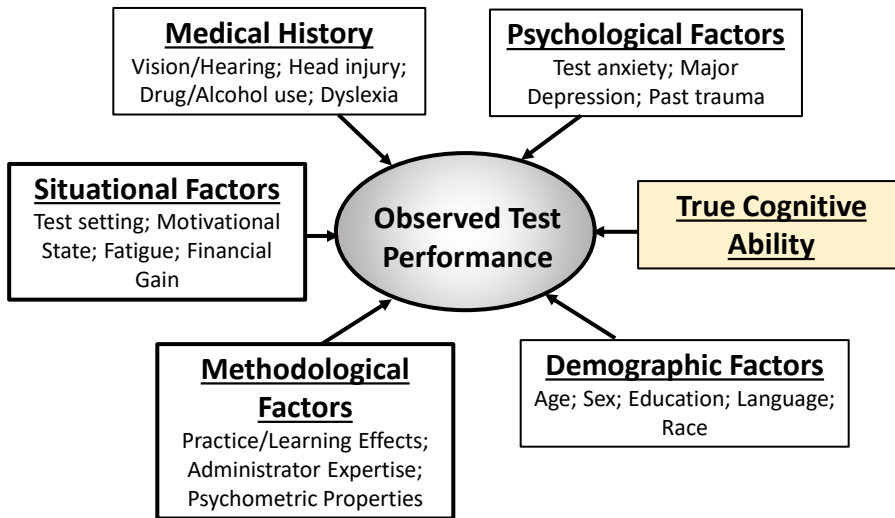 Medical History
Vision/Hearing; Head injury;
Drug/Alcohol use; Dyslexia
Psychological Factors
Test anxiety; Major
Depression; Past trauma
Situational Factors
Test setting; Motivational
State; Fatigue; Financial
Gain
Observed Test
Performance
True Cognitive
Ability
Methodological
Factors
Practice/Learning Effects;
Administrator Expertise;
Psychometric Properties
Demographic Factors
Age; Sex; Education; Language;
Race